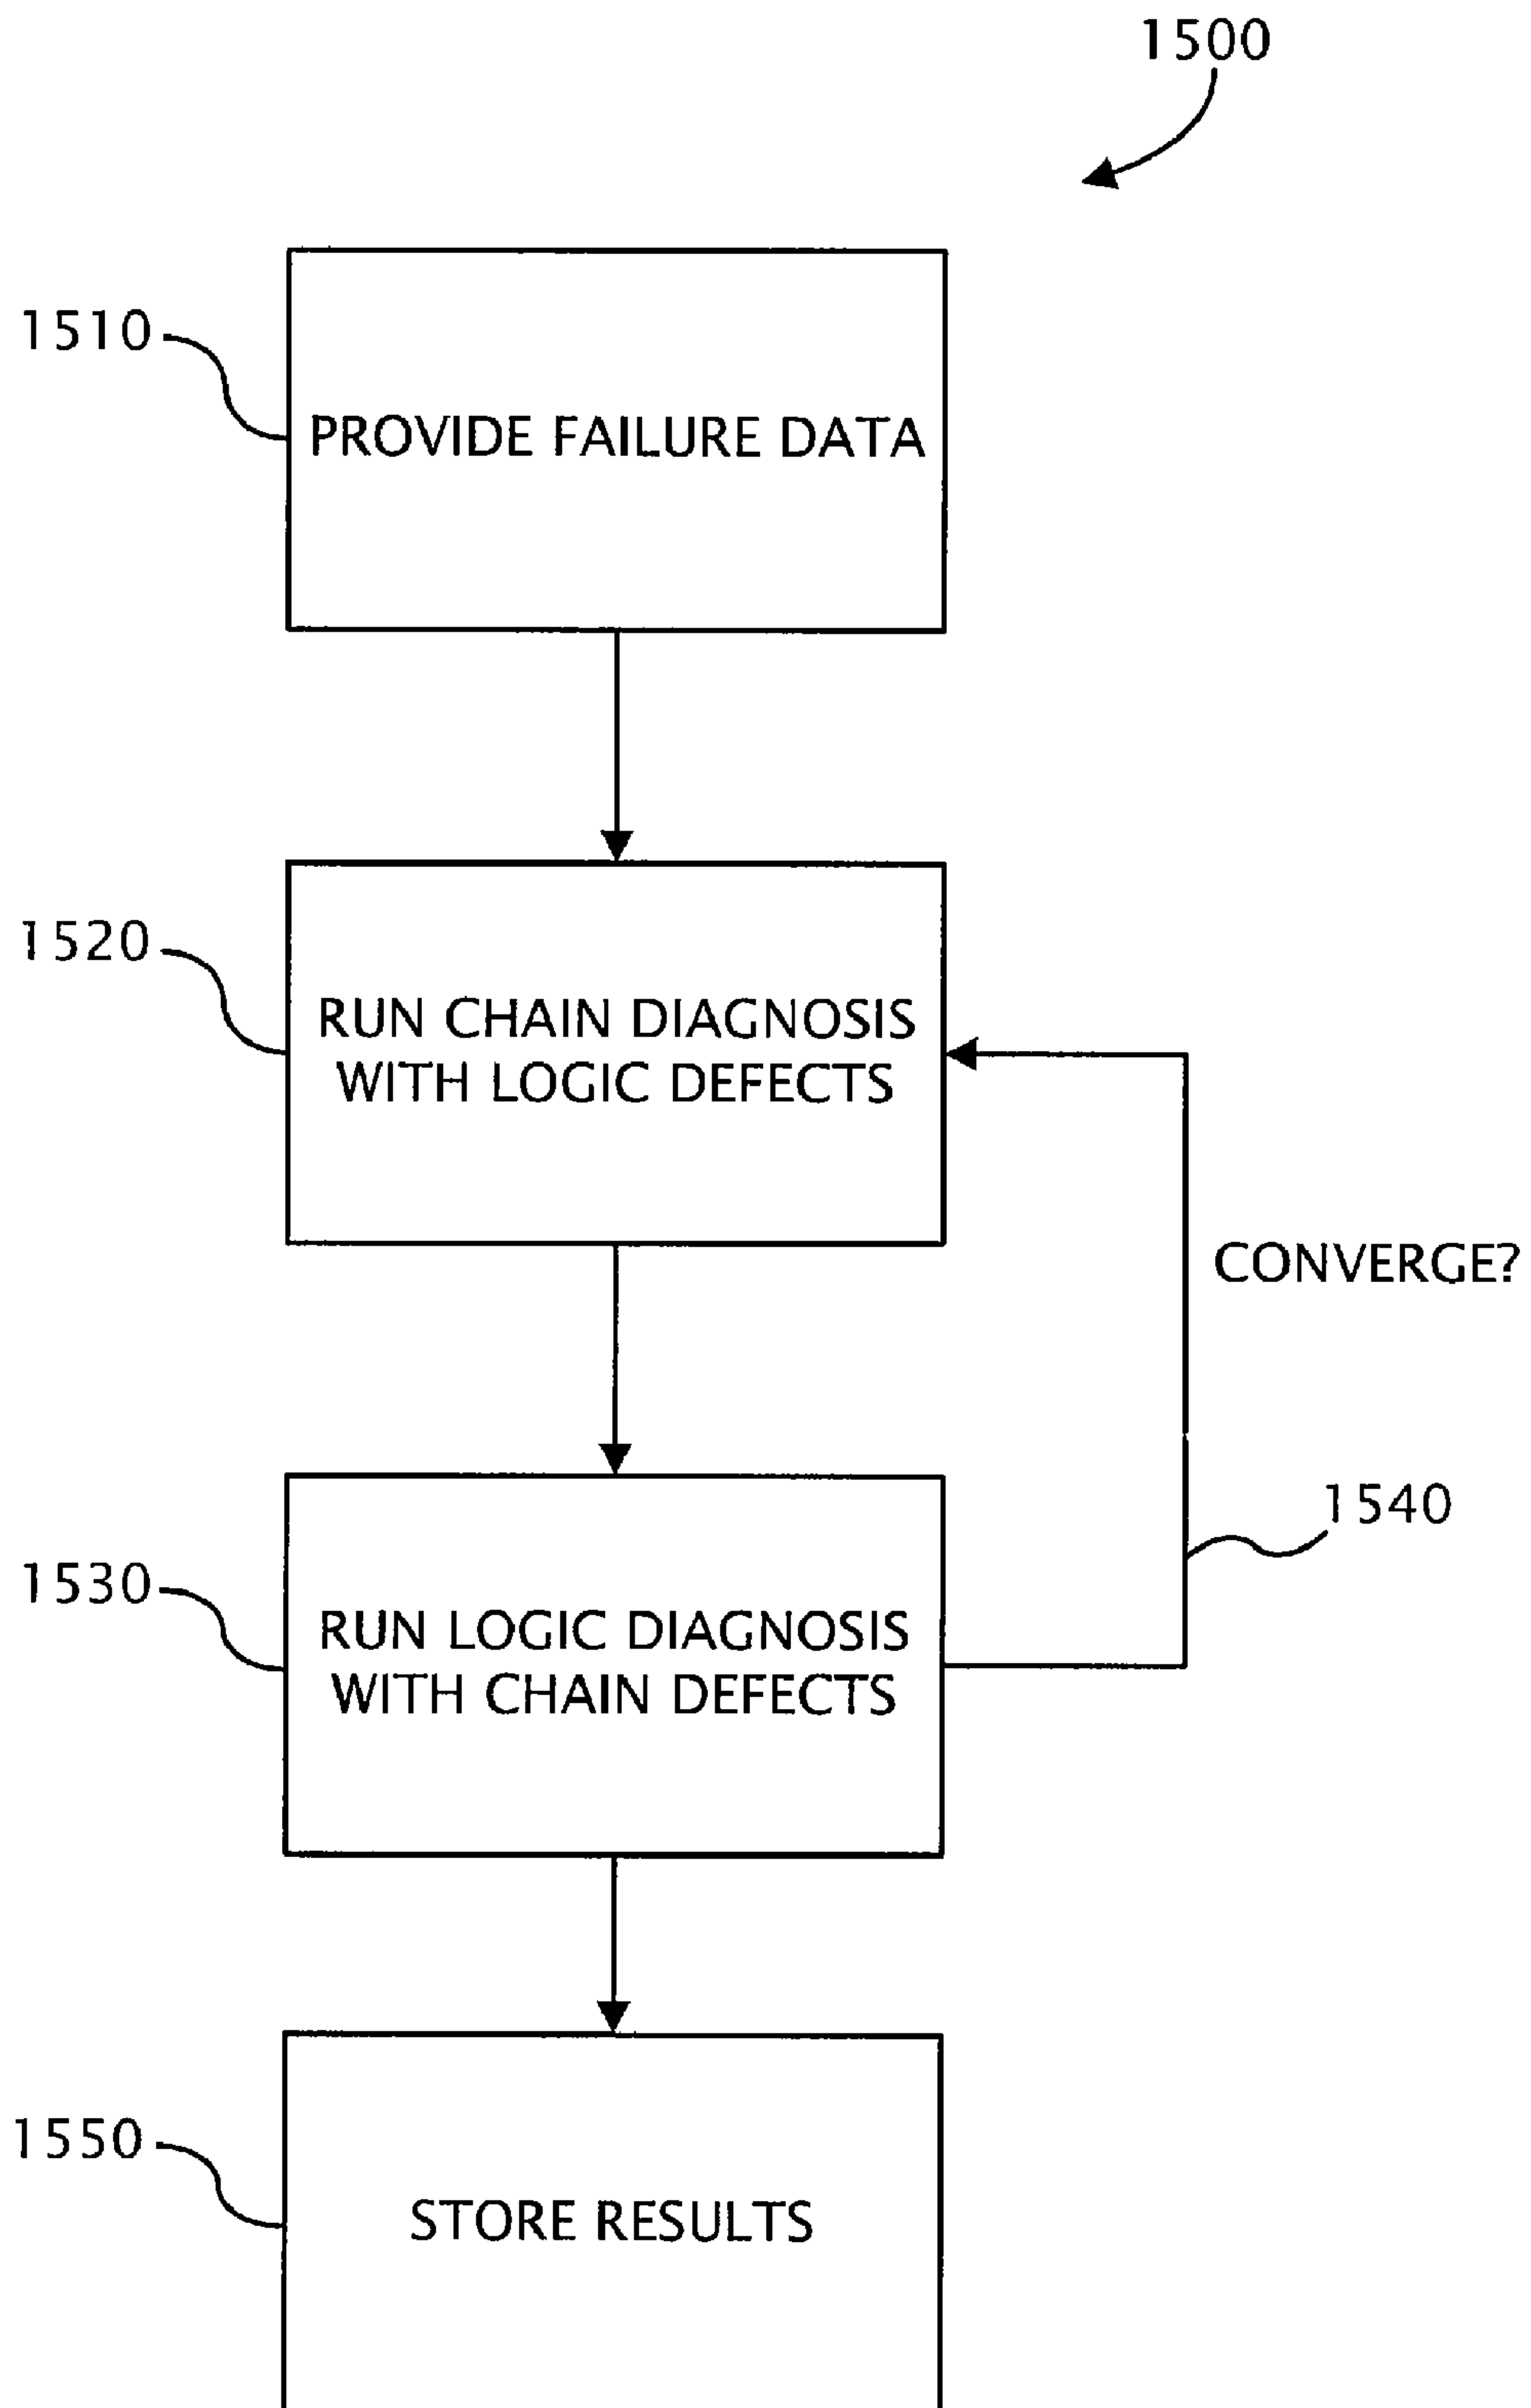 1500
1510
PROVIDE FAILURE DATA
1520
RUN CHAIN DIAGNOSIS
WITH LOGIC DEFECTS
CONVERGE?
1540
1530
RUN LOGIC DIAGNOSIS
WITH CHAIN DEFECTS
1550
STORE RESULTS